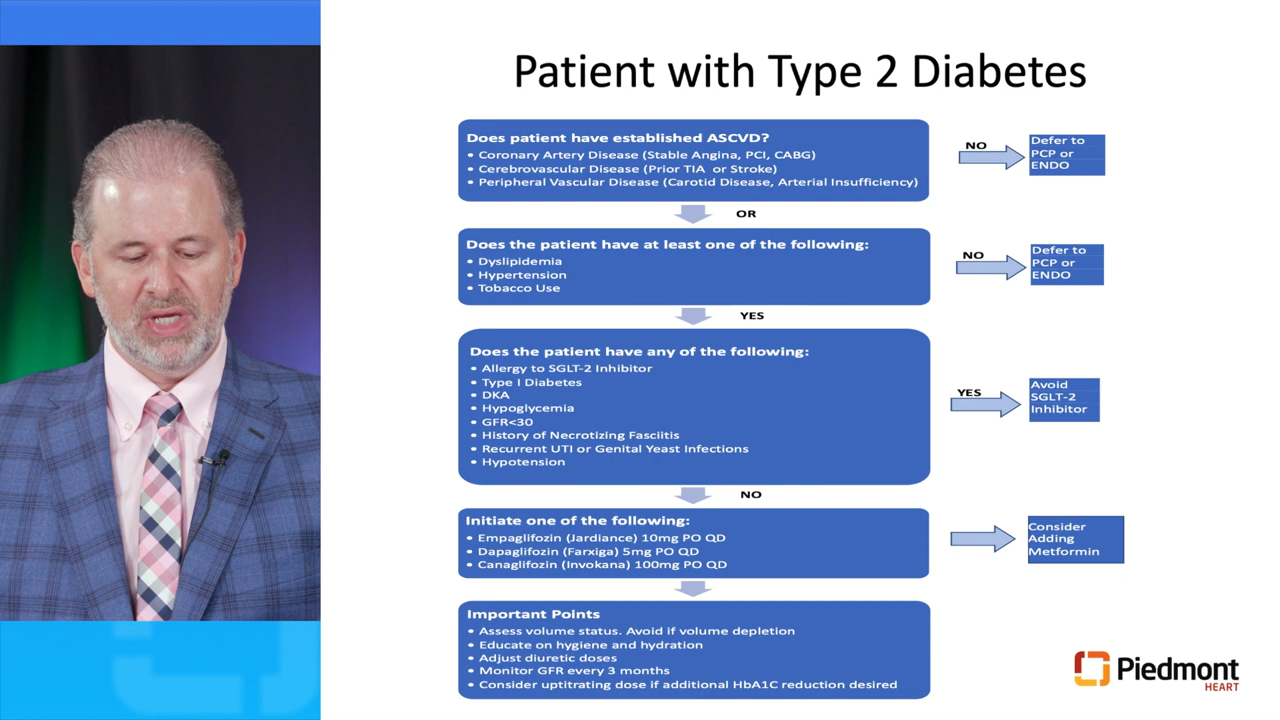 Patient with Type 2 Diabetes
Does patient have established ASCVD?
• Coronary Artery Disease (Stable Angina, PCI, CABG)
• Cerebrovascular Disease (Prior TIA or Stroke)
• Peripheral Vascular Disease (Carotid Disease, Arterial Insufficiency)
NO
Defer to
PCP or
ENDO
OR
Does the patient have at least one of the following:
• Dyslipidemia
• Hypertension
• Tobacco Use
NO
Defer to
PCP or
ENDO
YES
Does the patient have any of the following:
• Allergy to SGLT-2 Inhibitor
• Type I Diabetes
• DKA
• Hypoglycemia
• GFR<30
• History of Necrotizing Fasciitis
• Recurrent UTI or Genital Yeast Infections
• Hypotension
YES
Avoid
SGLT-2
Inhibitor
NO
Initiate one of the following:
• Empaglifozin (Jardiance) 10mg PO QD
• Dapaglifozin (Farxiga) 5mg PO QD
• Canaglifozin (Invokana) 100mg PO QD
Consider
Adding
Metformin
Important Points
• Assess volume status. Avoid if volume depletion
• Educate on hygiene and hydration
• Adjust diuretic doses
• Monitor GFR every 3 months
• Consider uptitrating dose if additional HbA1C reduction desired
Piedmont
HEART